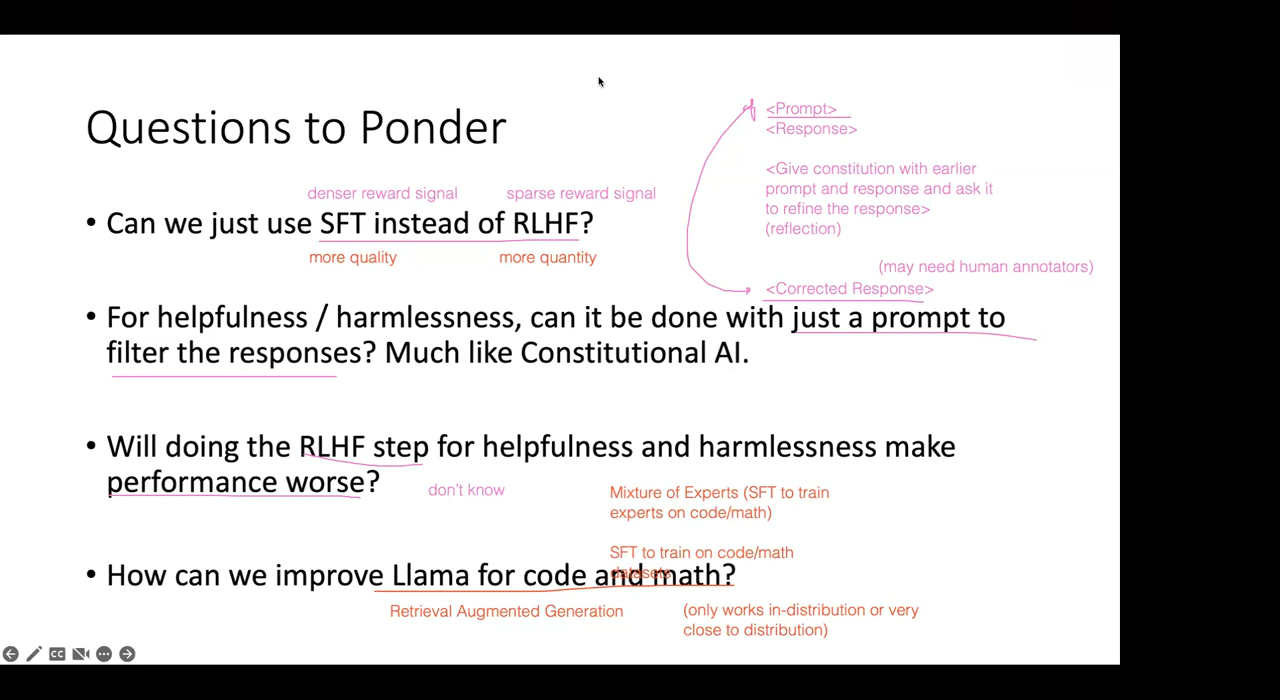 Questions to Ponder
<Prompt>
<Response>
<Give constitution with earlier
prompt and response and ask it
to refine the response>
(reflection)
(may need human annotators)
<Corrected Response>
denser reward signal
sparse reward signal
• Can we just use SFT instead of RLHF?
more quality
more quantity
• For helpfulness / harmlessness, can it be done with just a prompt to
filter the responses? Much like Constitutional AI.
• Will doing the RLHF step for helpfulness and harmlessness make
performance worse?
don't know
Mixture of Experts (SFT to train
experts on code/math)
SFT to train on code/math
datasets
• How can we improve Llama for code and math?
Retrieval Augmented Generation
(only works in-distribution or very
close to distribution)
CC